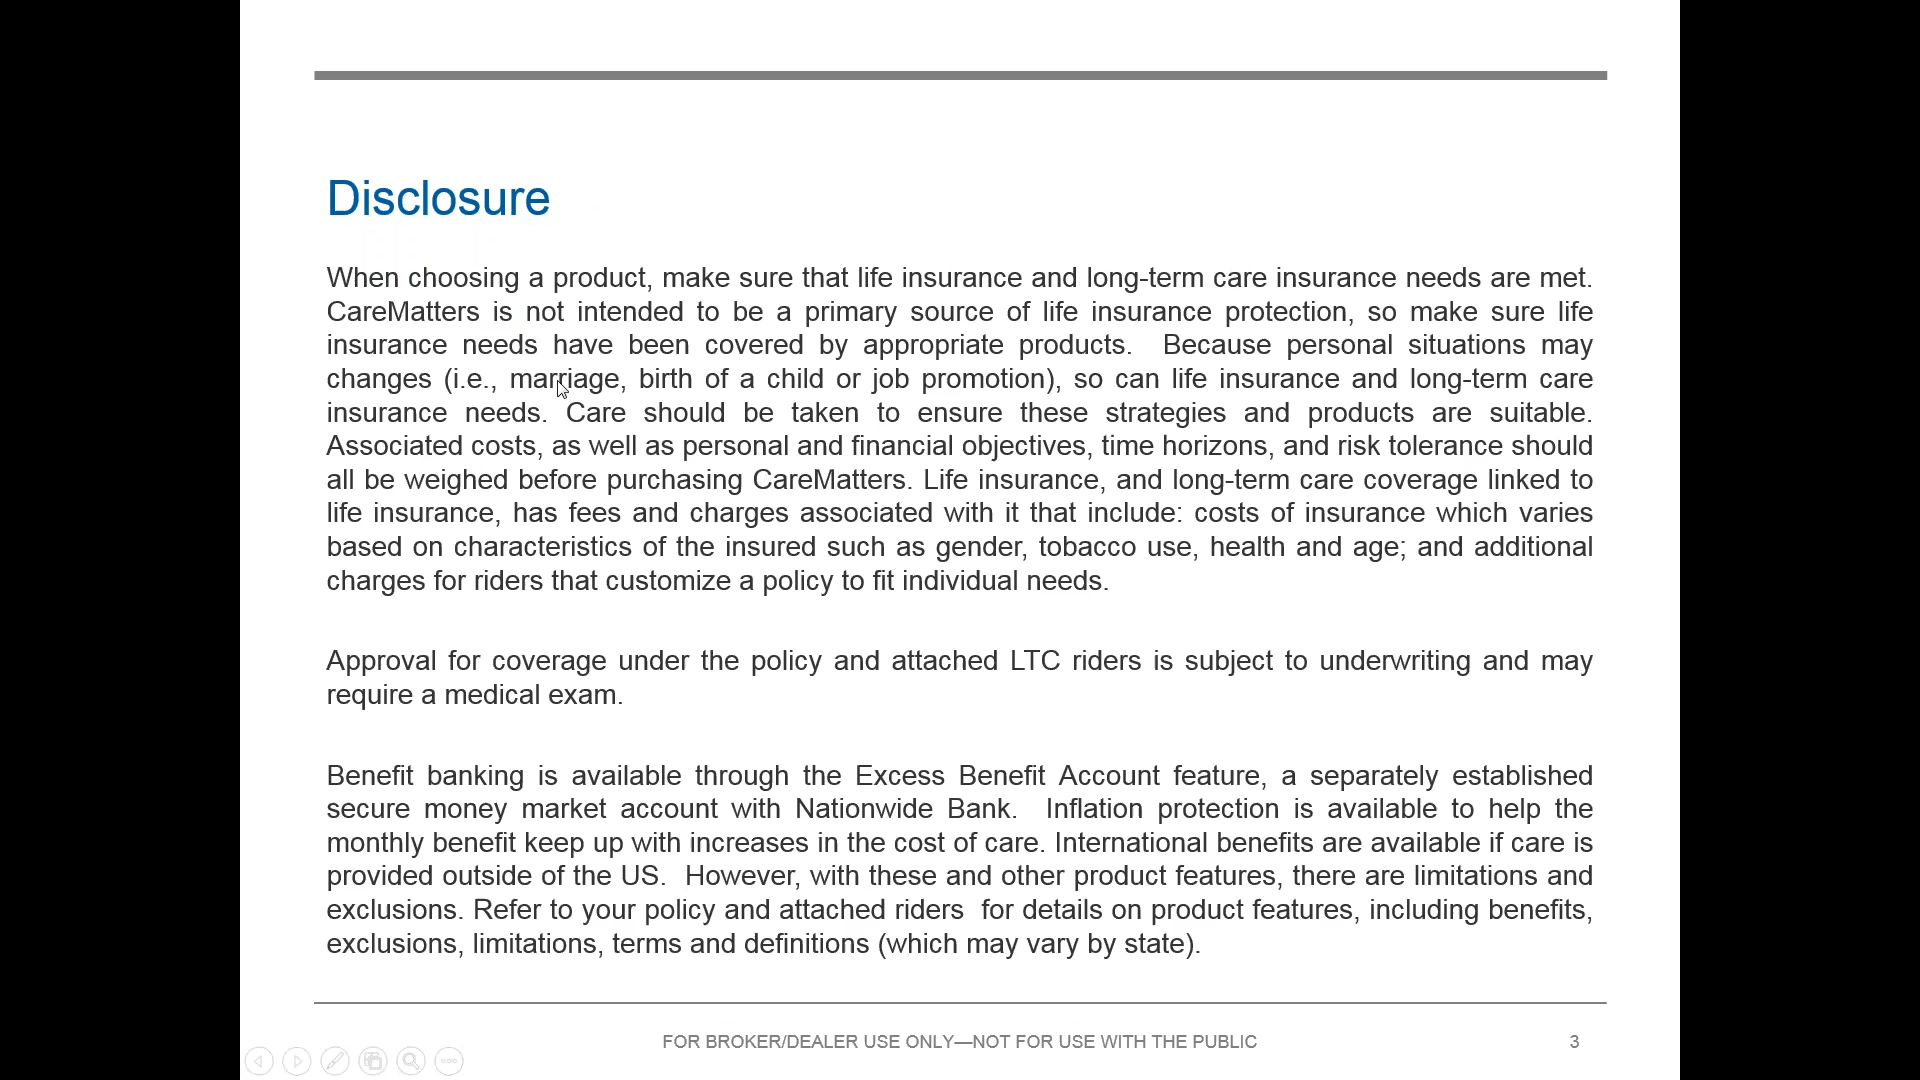 Disclosure
When choosing a product, make sure that life insurance and long-term care insurance needs are met.
CareMatters is not intended to be a primary source of life insurance protection, so make sure life
insurance needs have been covered by appropriate products.  Because personal situations may
changes (i.e., marriage, birth of a child or job promotion), so can life insurance and long-term care
insurance needs. Care should be taken to ensure these strategies and products are suitable.
Associated costs, as well as personal and financial objectives, time horizons, and risk tolerance should
all be weighed before purchasing CareMatters. Life insurance, and long-term care coverage linked to
life insurance, has fees and charges associated with it that include: costs of insurance which varies
based on characteristics of the insured such as gender, tobacco use, health and age; and additional
charges for riders that customize a policy to fit individual needs.
Approval for coverage under the policy and attached LTC riders is subject to underwriting and may
require a medical exam.
Benefit banking is available through the Excess Benefit Account feature, a separately established
secure money market account with Nationwide Bank.  Inflation protection is available to help the
monthly benefit keep up with increases in the cost of care. International benefits are available if care is
provided outside of the US.  However, with these and other product features, there are limitations and
exclusions. Refer to your policy and attached riders  for details on product features, including benefits,
exclusions, limitations, terms and definitions (which may vary by state).
FOR BROKER/DEALER USE ONLY—NOT FOR USE WITH THE PUBLIC
3